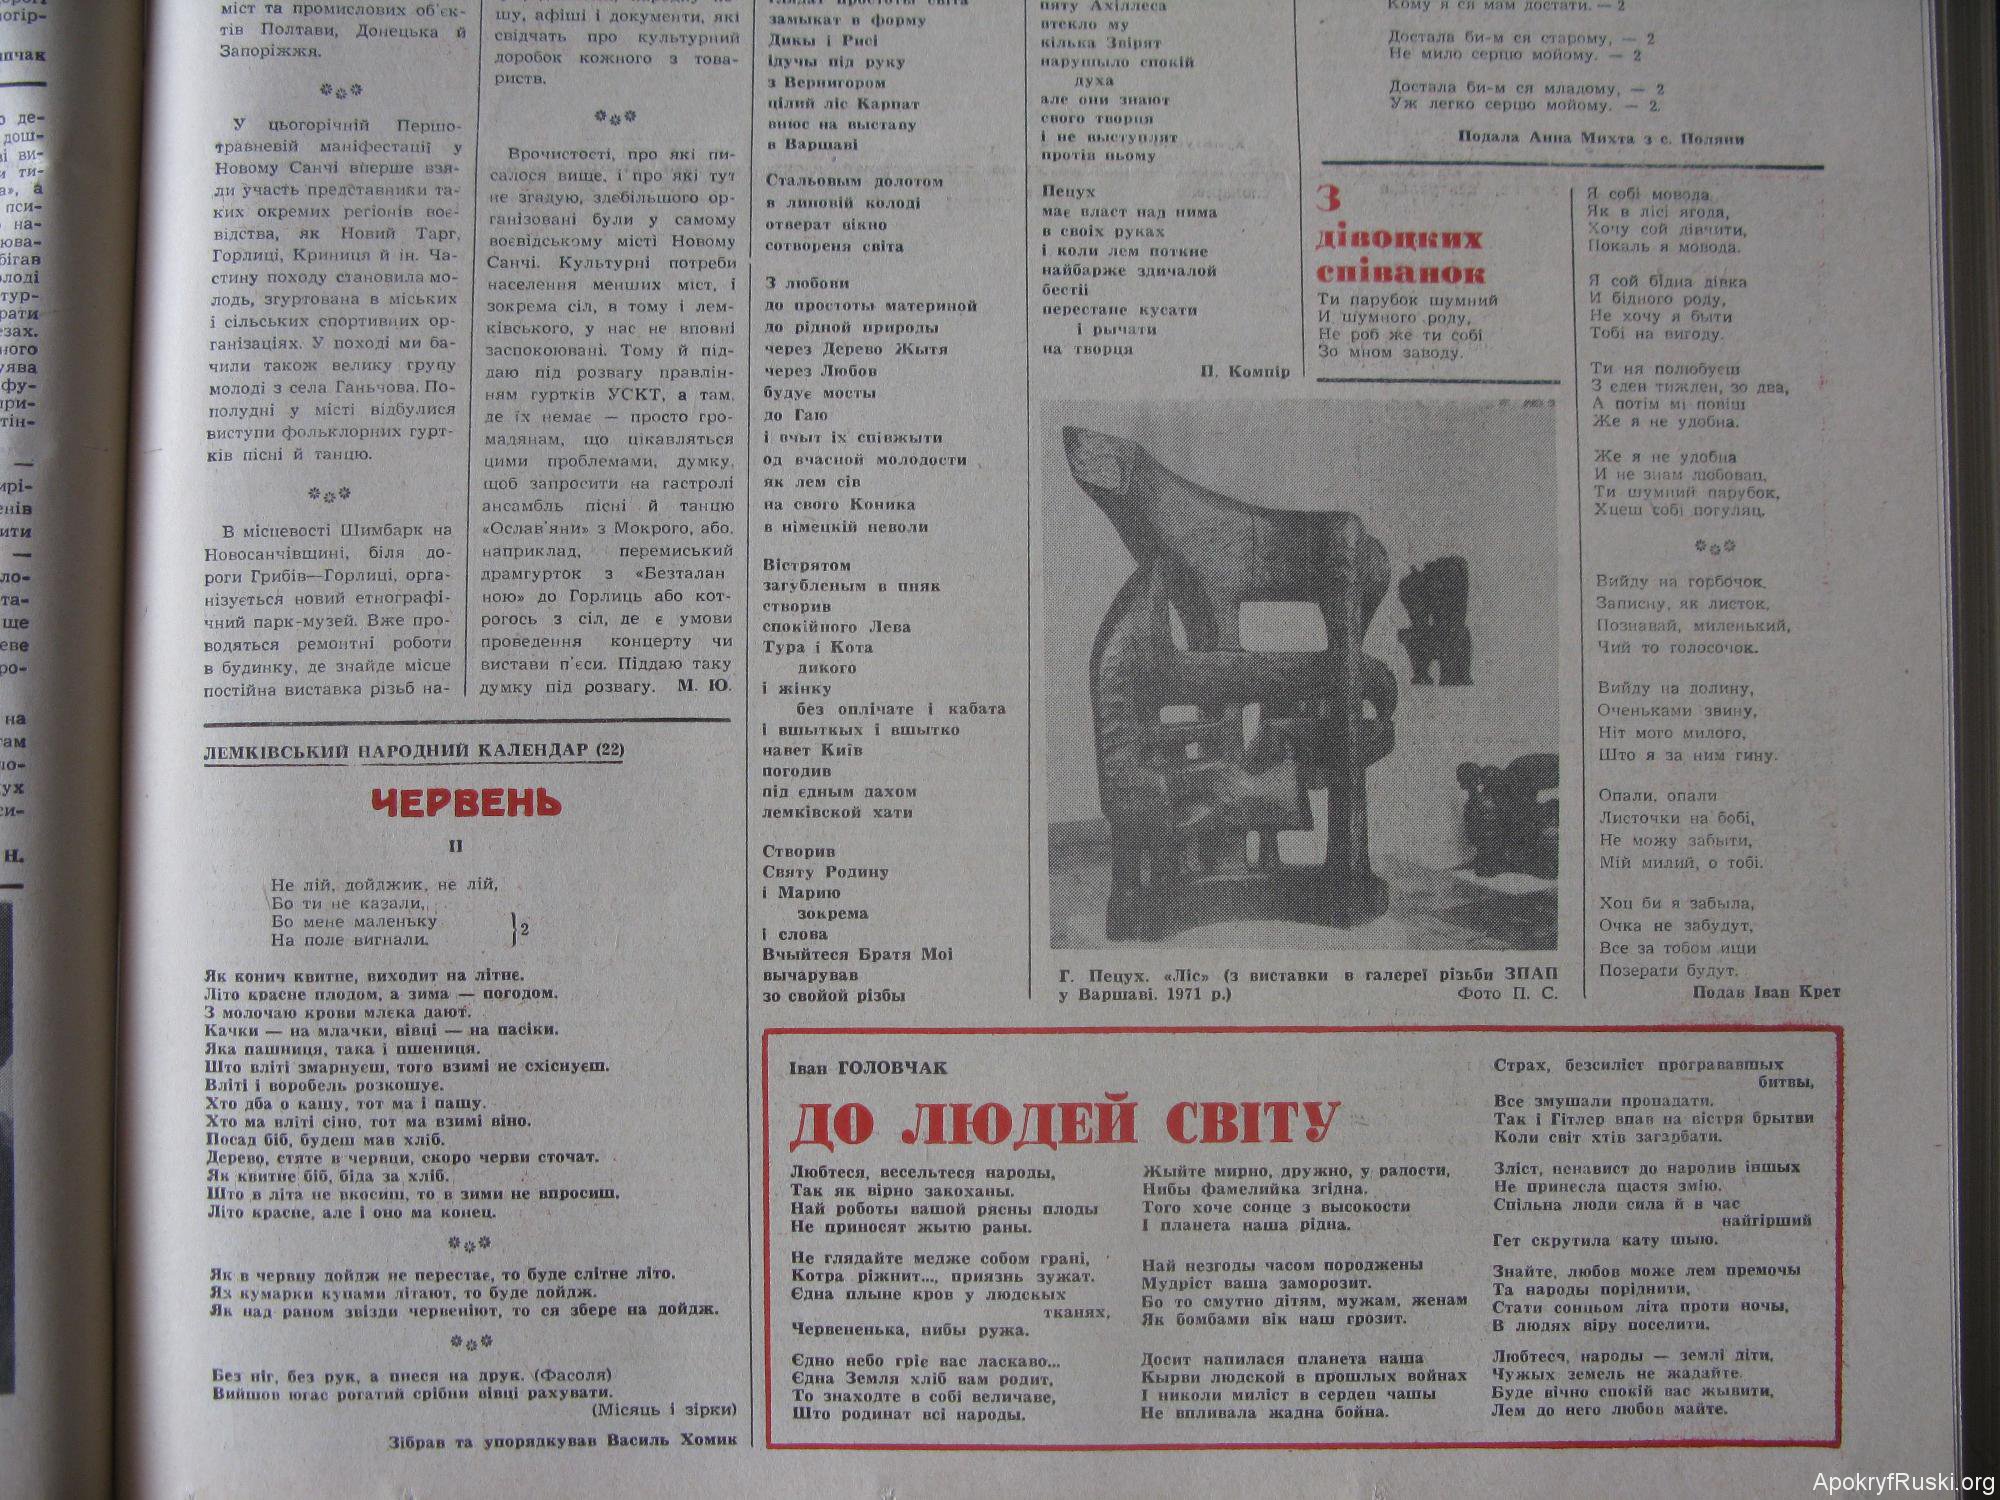 міст та промислових об'єк-
тів Полтави, Донецька й
Запоріжжя.
У цьогорічній Першо-
травневій маніфестації у
Новому Санчі вперше взя-
ли участь представники та-
ких окремих регіонів воє-
відства, як Новий Тарг,
Горлиці, Криниця й ін. Ча-
стину походу становила мо-
лодь, згуртована в міських
і сільських спортивних ор-
ганізаціях. У поході ми ба-
чили також велику групу
молоді з села Ганьчова. По-
полудні у місті відбулися
виступи фольклорних гурт-
ків пісні й танцю.
В місцевості Шимбарк на
Новосанчівщині, біля до-
роги Грибів—Горлиці, орга-
нізується новий етнографі-
чний парк-музей. Вже про-
водяться ремонтні роботи
в будинку, де знайде місце
постійна виставка різьб на-
шу, афіші і документи, які
свідчать про культурний
доробок кожного з това-
риств.
Врочистості, про які пи-
салося вище, і про які тут
не згадую, здебільшого ор-
ганізовані були у самому
воєвідському місті Новому
Санчі. Культурні потреби
населення менших міст, і
зокрема сіл, в тому і лем-
ківського, у нас не вповні
заспокоювані. Тому й під-
даю під розвагу правлін-
ням гуртків УСКТ, а там,
де їх немає — просто гро-
мадянам, що цікавляться
цими проблемами, думку,
щоб запросити на гастролі
ансамбль пісні й танцю
«Ослав'яни» з Мокрого, або,
наприклад, перемиський
драмгурток з «Безталан
ною» до Горлиць або кот-
рогось з сіл, де є умови
проведення концерту чи
вистави п'єси. Піддаю таку
думку під розвагу. М. Ю.
ЛЕМКІВСЬКИЙ НАРОДНИЙ КАЛЕНДАР (22)
ЧЕРВЕНЬ
II
Не лій, дойджик, не лій,
Бо ти не казали,
Бо мене маленьку
На поле вигнали. }2
Як конич квитне, виходит на літне.
Літо красне плодом, а зима — погодом.
З молочаю крови млека дают.
Качки — на млачки, вівці — на пасіки.
Яка пашниця, така і пшениця.
Што вліті змарнуєш, того взимі не схіснуєш.
Вліті і воробель розкошує.
Хто дба о кашу, тот ма і пашу.
Хто ма вліті сіно, тот ма взимі віно.
Посад біб, будеш мав хліб.
Дерево, стяте в червци, скоро черви сточат.
Як квитне біб, біда за хліб.
Што в літа не вкосиш, то в зими не впросиш.
Літо красне, але і оно ма конец.
Як в червцу дойдж не перестає, то буде слітне літо.
Як кумарки купами літают, то буде дойдж.
Як над раном звізди червеніют, то ся збере на дойдж.
Без ніг, без рук, а пнеся на друк. (Фасоля)
Вийшов югас рогатий срібни вівці рахувати.
(Місяць і зірки)
Зібрав та упорядкував Василь Хомик
замыкат в форму
Дикы і Рисі
ідучы під руку
з Вернигором
цілий ліс Карпат
вніс на выставу
в Варшаві
Стальовым долотом
в липовій колоді
отверат вікно
сотвореня світа
З любови
до простоты материной
до рідной природы
через Дерево Жытя
через Любов
будує мосты
до Гаю
і вчыт іх співжыти
од вчасной молодости
як лем сів
на свого Коника
в німецкій неволи
Вістрятом
загубленым в пняк
створив
спокійного Лева
Тура і Кота
дикого
і жінку
без оплічате і кабата
і вшыткых і вшытко
навет Київ
погодив
під єдным дахом
лемківской хати
Створив
Святу Родину
і Марию
зокрема
і слова
Вчыйтеся Братя Моі
вычарував
зо свойой різбы
пяту Ахіллеса
втекло му
кілька Звірят
нарушыло спокій
духа
але они знают
свого творця
і не выступлят
протів ньому
Пецух
має власт над нима
в своіх руках
і коли лем поткне
найбарже здичалой
бестіі
перестане кусати
і рычати
на творця
П. Компір
Г. Пецух. «Ліс» (з виставки в галереї різьби ЗПАП
у Варшаві. 1971 р.) Фото П. С.
Кому я ся мам достати. — 2
Достала би-м ся старому, — 2
Не мило серцю мойому. — 2
Достала би-м ся младому, — 2
Уж легко серцю мойому. — 2.
Подала Анна Михта з с. Поляни
З
дівоцких
співанок
Ти парубок шумний
И шумного роду,
Не роб же ти собі
Зо мном заводу.
Я собі молода
Як в лісі ягода,
Хочу сой дівчити,
Покаль я молода.
Я сой бідна дівка
И бідного роду,
Не хочу я быти
Тобі на вигоду.
Ти ня полюбуєш
З єден тижлен, зо два,
А потім мі повіш
Же я не удобна.
Же я не удобна
И не знам любовац,
Ти шумний парубок,
Хцеш собі погуляц.
Вийду на горбочок
Записну, як листок,
Познавай, миленький,
Чий то голосочок.
Вийду на долину,
Оченьками звину,
Ніт мого милого,
Што я за ним гину.
Опали, опали
Листочки на бобі,
Не можу забыти,
Мій милий, о тобі.
Хоц би я забыла,
Очка не забудут,
Все за тобом ищи
Позерати будут.
Подав Іван Крет
Іван ГОЛОВЧАК
ДО ЛЮДЕЙ СВІТУ
Любтеся, весельтеся народы,
Так як вірно закоханы.
Най роботы вашой рясны плоды
Не приносят жытю раны.
Не глядайте медже собом грані,
Котра ріжнит..., приязнь зужат.
Єдна плыне кров у людскых
тканях,
Червененька, нибы ружа.
Єдно небо гріє вас ласкаво...
Єдна Земля хліб вам родит,
То знаходте в собі величаве,
Што родинат всі народы.
Жыйте мирно, дружно, у радости,
Нибы фамелийка згідна.
Того хоче сонце з высокости
І планета наша рідна.
Най незгоды часом породжены
Мудріст ваша заморозит.
Бо то смутно дітям, мужам, женам
Як бомбами вік наш грозит.
Досит напилася планета наша
Кырви людской в прошлых войнах
І николи миліст в сердец чашы
Не впливала жадна бойна.
Страх, безсиліст програвавшых
битвы,
Все змушали пропадати.
Так і Гітлер впав на вістря брытви
Коли світ хтів загарбати.
Зліст, ненавист до народив іншых
Не принесла щастя змію.
Спільна люди сила й в час
найгірший
Гет скрутила кату шыю.
Знайте, любов може лем премочы
Та народы поріднити,
Стати сонцьом літа проти ночы,
В людях віру поселити.
Любтеся, народы — землі діти,
Чужых земель не жадайте.
Буде вічно спокій вас жывити,
Лем до него любов майте.
ApokryfRuski.org